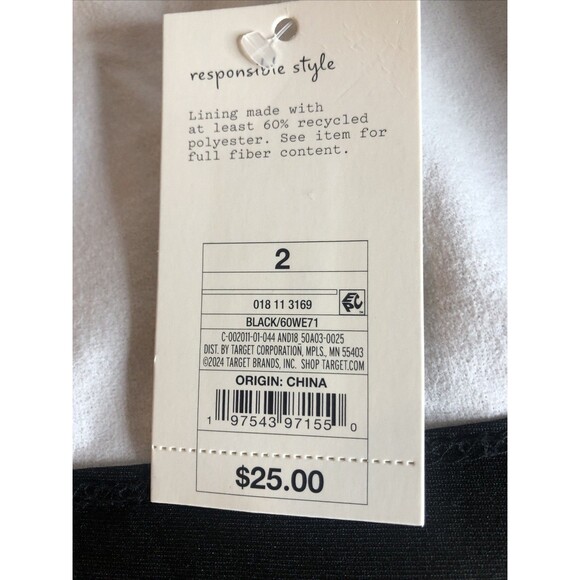 responsible style
Lining made with
at least 60% recycled
polyester. See item for
full fiber content.
2
018 11 3169
EPC™
BLACK/60WE71
C-002011-01-044 AND18_50A03-0025
DIST. BY TARGET CORPORATION, MPLS., MN 55403
©2024 TARGET BRANDS, INC. SHOP TARGET.COM
ORIGIN: CHINA
1 97543 97155 0
$25.00